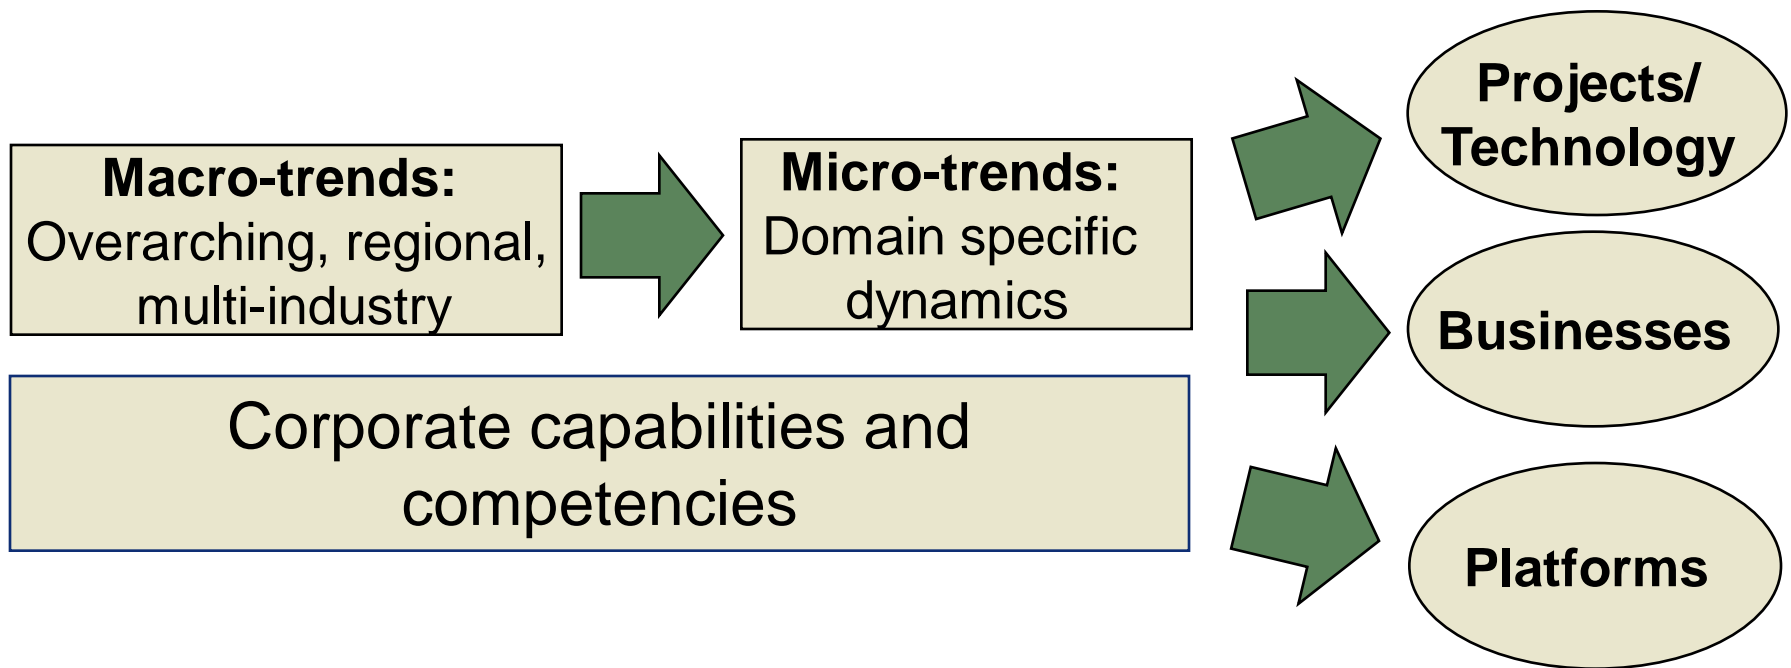 Macro-trends:
Overarching, regional,
multi-industry
Micro-trends:
Domain specific
dynamics
Corporate capabilities and
competencies
Projects/
Technology
Businesses
Platforms